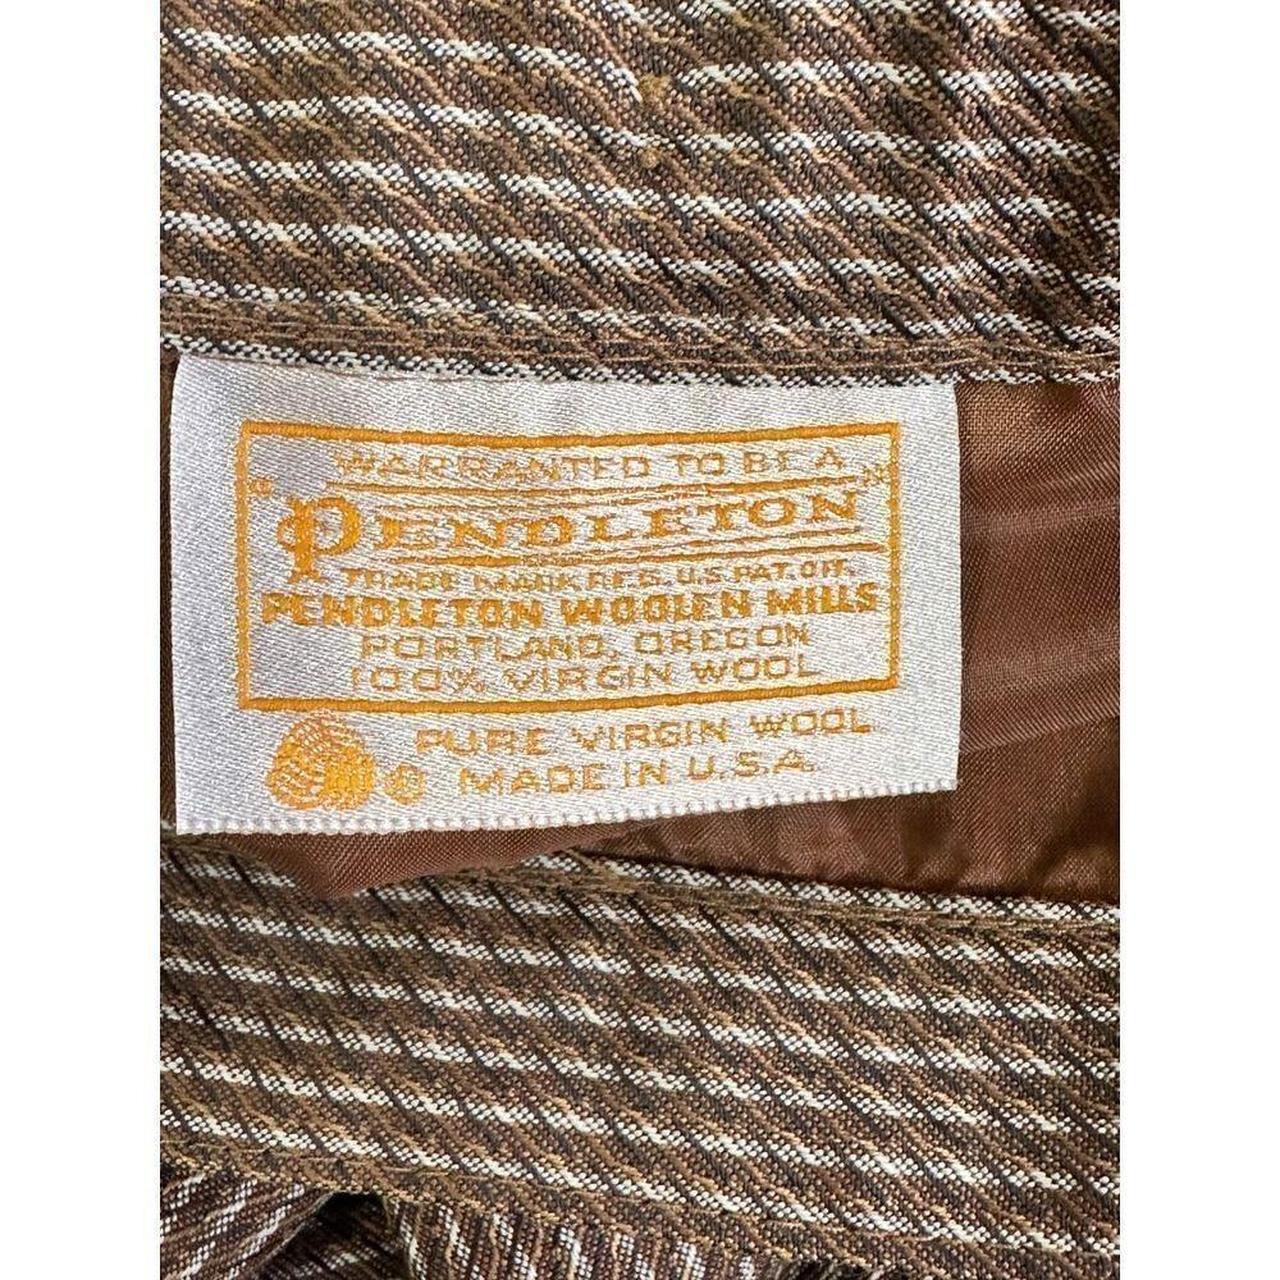 WARRANTED TO BE A
"PENDLETON"
TRADE MARK REG. U.S. PAT. OFF.
PENDLETON WOOLEN MILLS
PORTLAND, OREGON
100% VIRGIN WOOL
PURE VIRGIN WOOL
® MADE IN U.S.A.